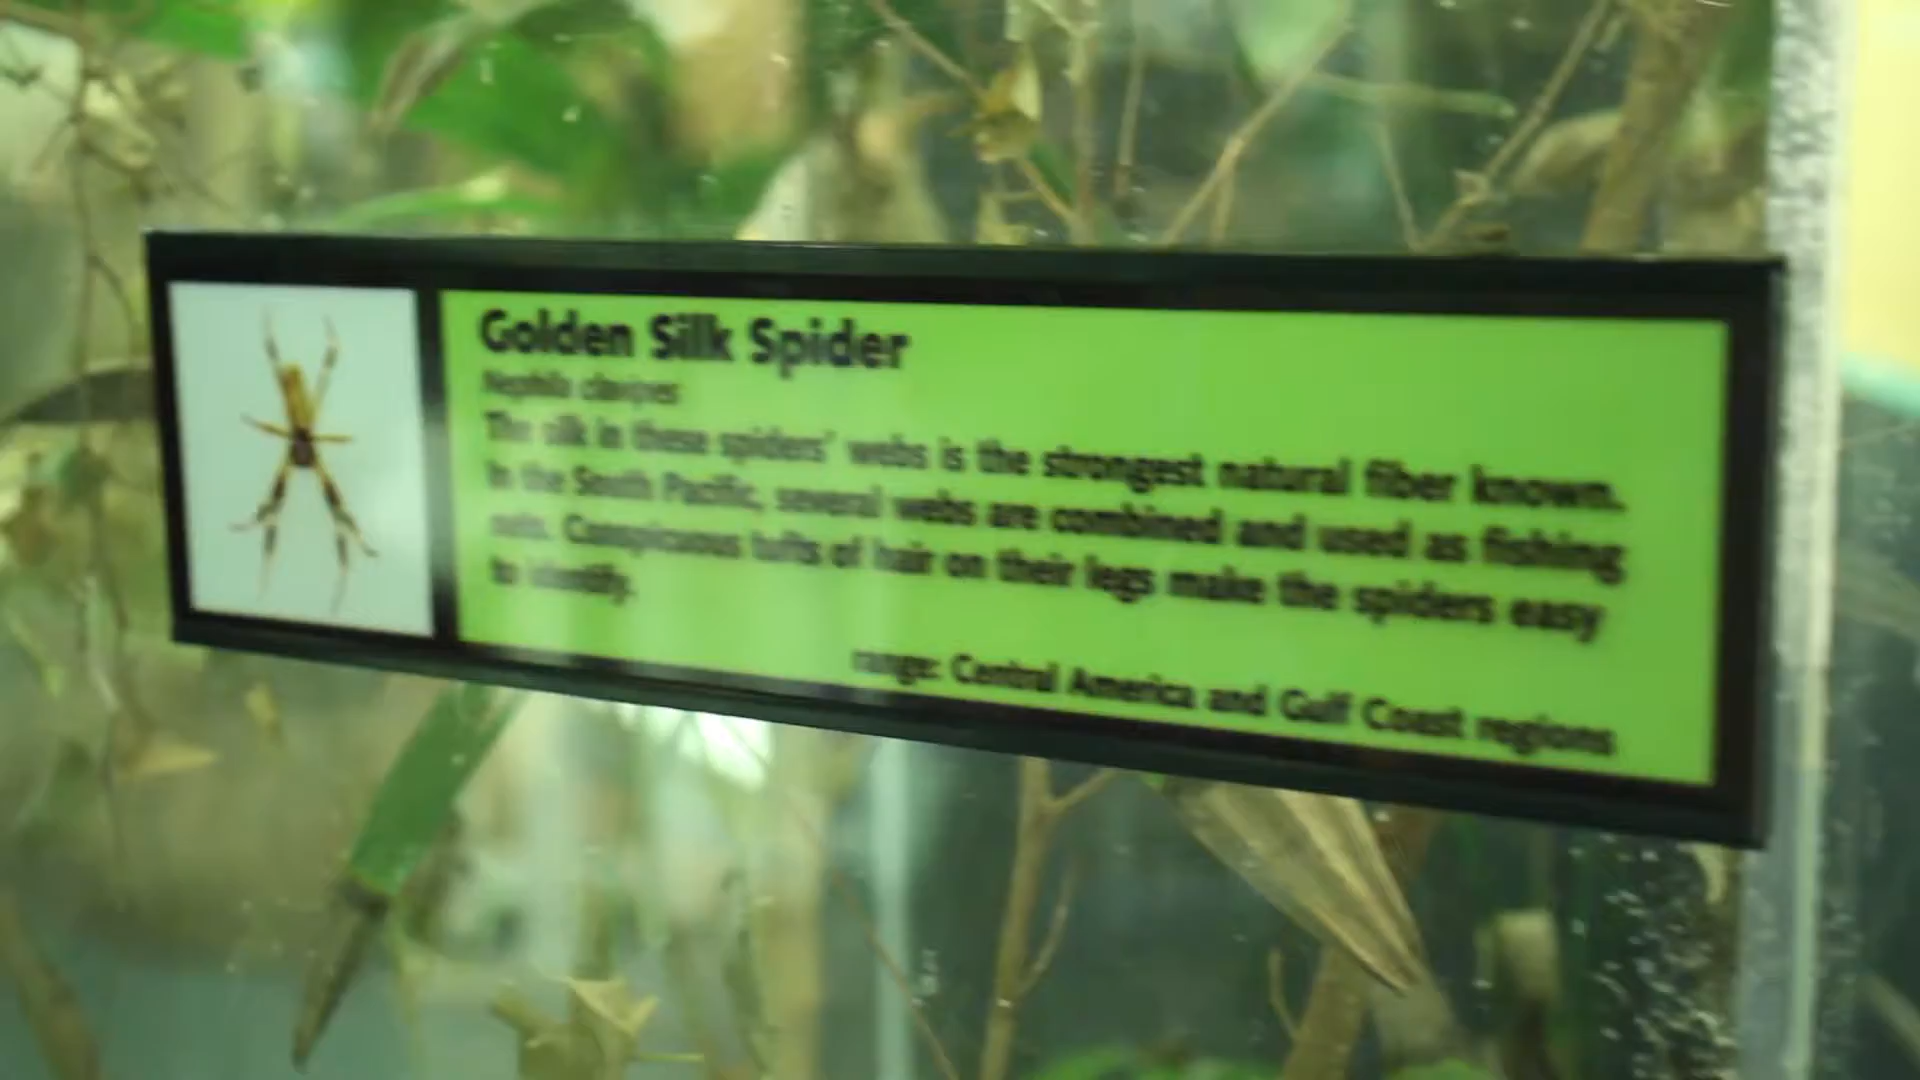 Golden Silk Spider
Nephila clavipes
The silk in these spiders' webs is the strongest natural fiber known.
In the South Pacific, several webs are combined and used as fishing
nets. Conspicuous tufts of hair on their legs make the spiders easy
to identify.
range: Central America and Gulf Coast regions